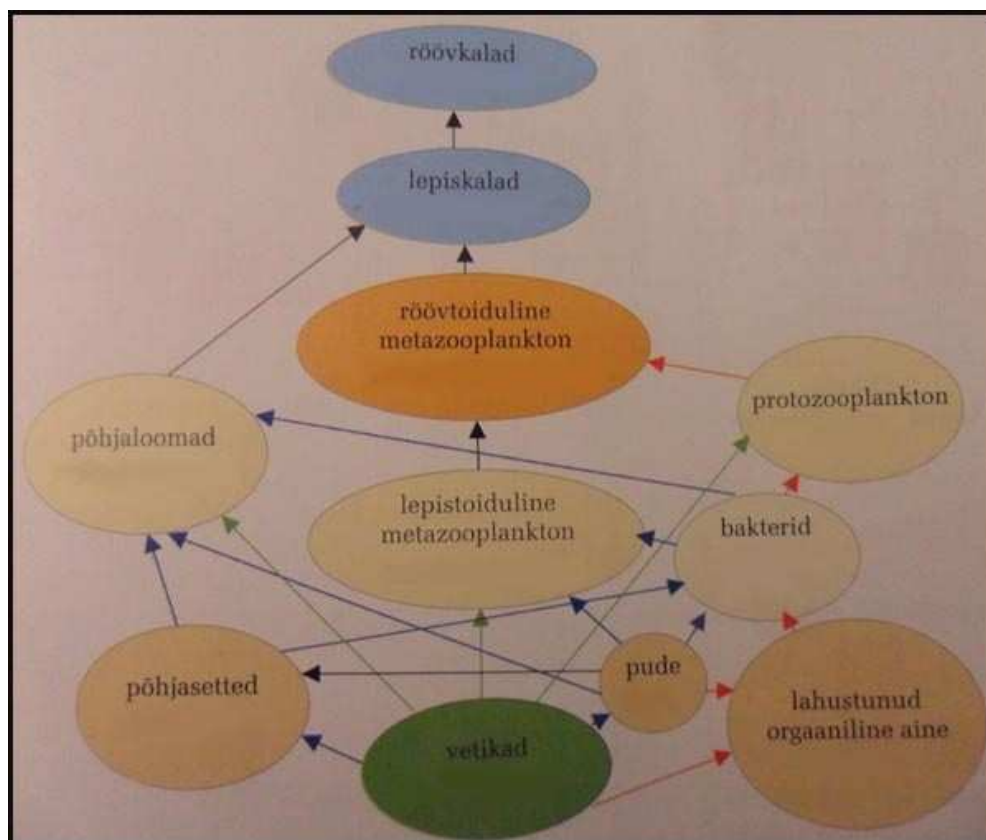 röövkalad
lepiskalad
röövtoiduline
metazooplankton
protozooplankton
põhjaloomad
lepistoiduline
metazooplankton
bakterid
põhjasetted
pude
lahustunud
orgaaniline aine
vetikad